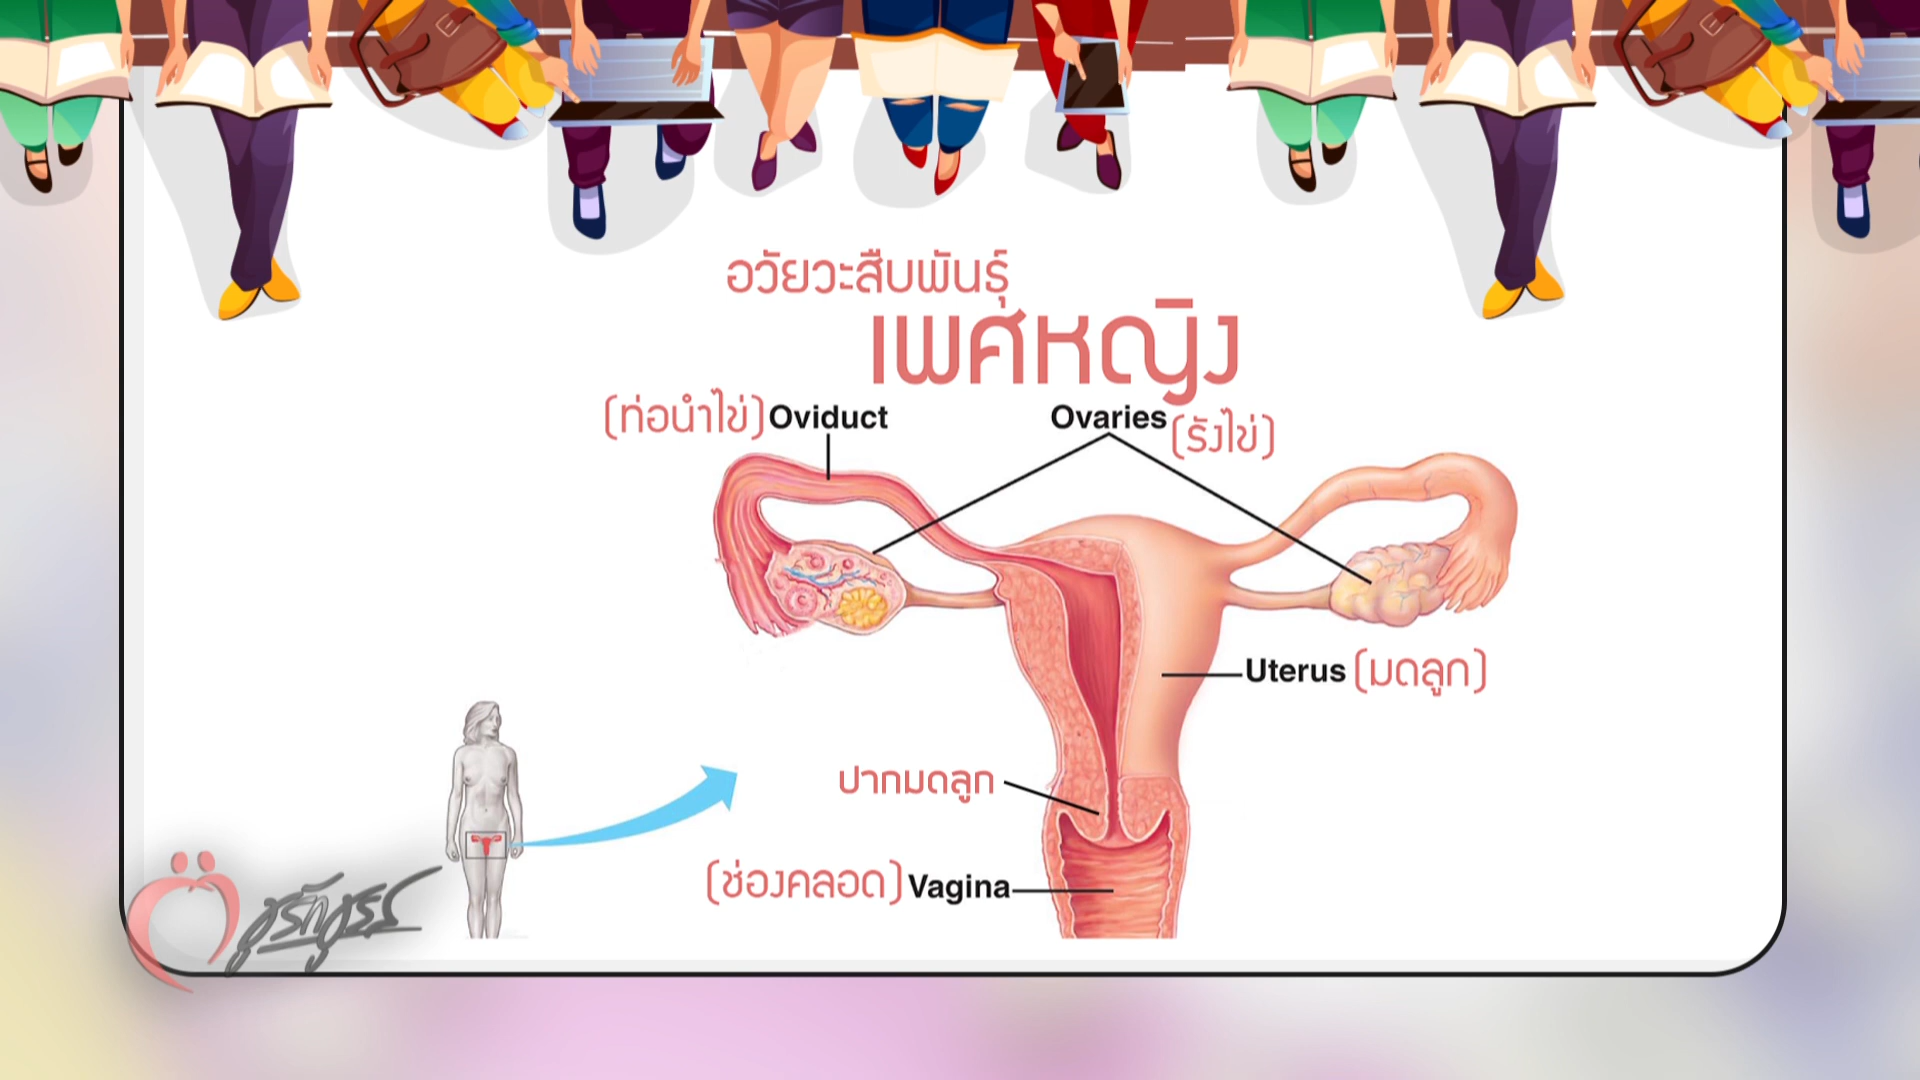 อวัยวะสืบพันธุ์
เพศหญิง
(ท่อนำไข่) Oviduct
Ovaries (รังไข่)
Uterus (มดลูก)
ปากมดลูก
(ช่องคลอด) Vagina